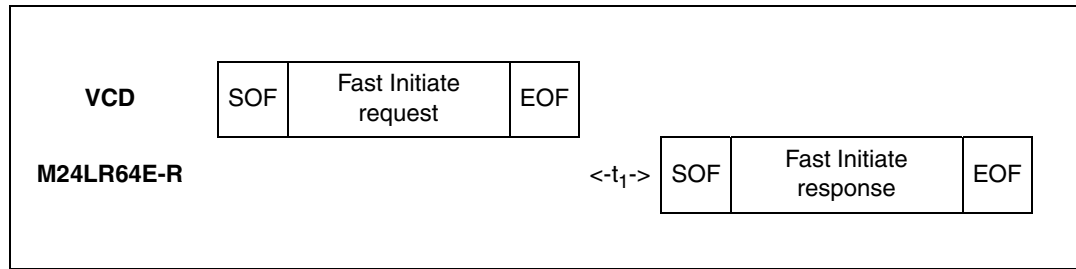 VCD
SOF
Fast Initiate
request
EOF
M24LR64E-R
<-t₁->
SOF
Fast Initiate
response
EOF